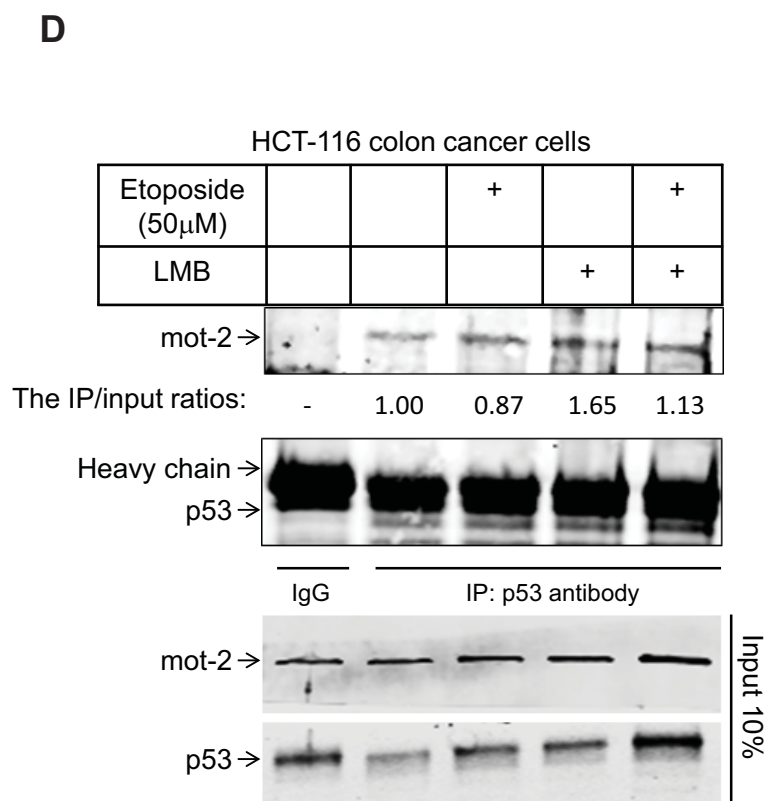 D
HCT-116 colon cancer cells
Etoposide + +
(50μM)
LMB + +
mot-2 →
The IP/input ratios: - 1.00 0.87 1.65 1.13
Heavy chain →
p53 →
IgG IP: p53 antibody
mot-2 →
p53 →
Input 10%